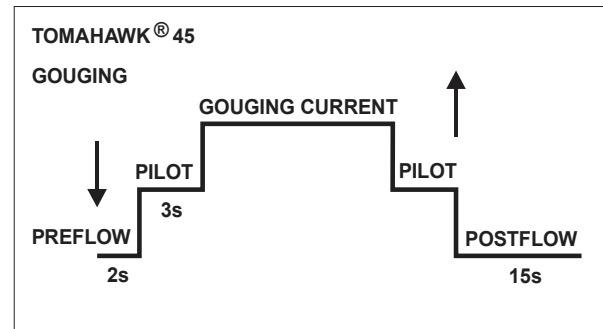 TOMAHAWK ® 45
GOUGING
GOUGING CURRENT
PILOT
PILOT
3s
PREFLOW
POSTFLOW
2s
15s